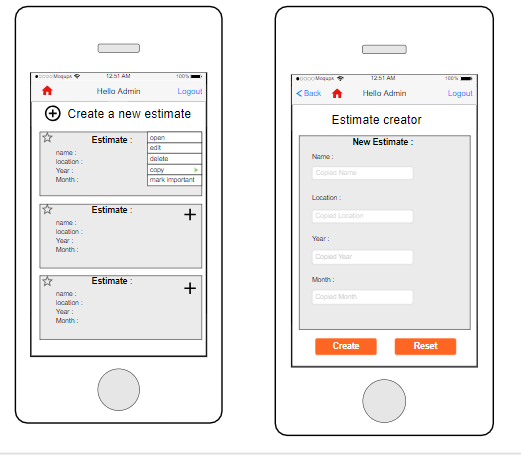 Moqups 12:51 AM 100%
Hello Admin Logout
Create a new estimate
Estimate :
name :
location :
Year :
Month :
open
edit
delete
copy
mark important
Estimate :
name :
location :
Year :
Month :
Estimate :
name :
location :
Year :
Month :
Moqups 12:51 AM 100%
< Back Hello Admin Logout
Estimate creator
New Estimate :
Name :
Copied Name
Location :
Copied Location
Year :
Copied Year
Month :
Copied Month
Create Reset